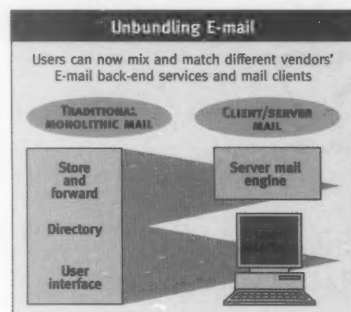 Unbundling E-mail
Users can now mix and match different vendors'
E-mail back-end services and mail clients
TRADITIONAL
MONOLITHIC MAIL
CLIENT/SERVER
MAIL
Store
and
forward
Directory
User
interface
Server mail
engine